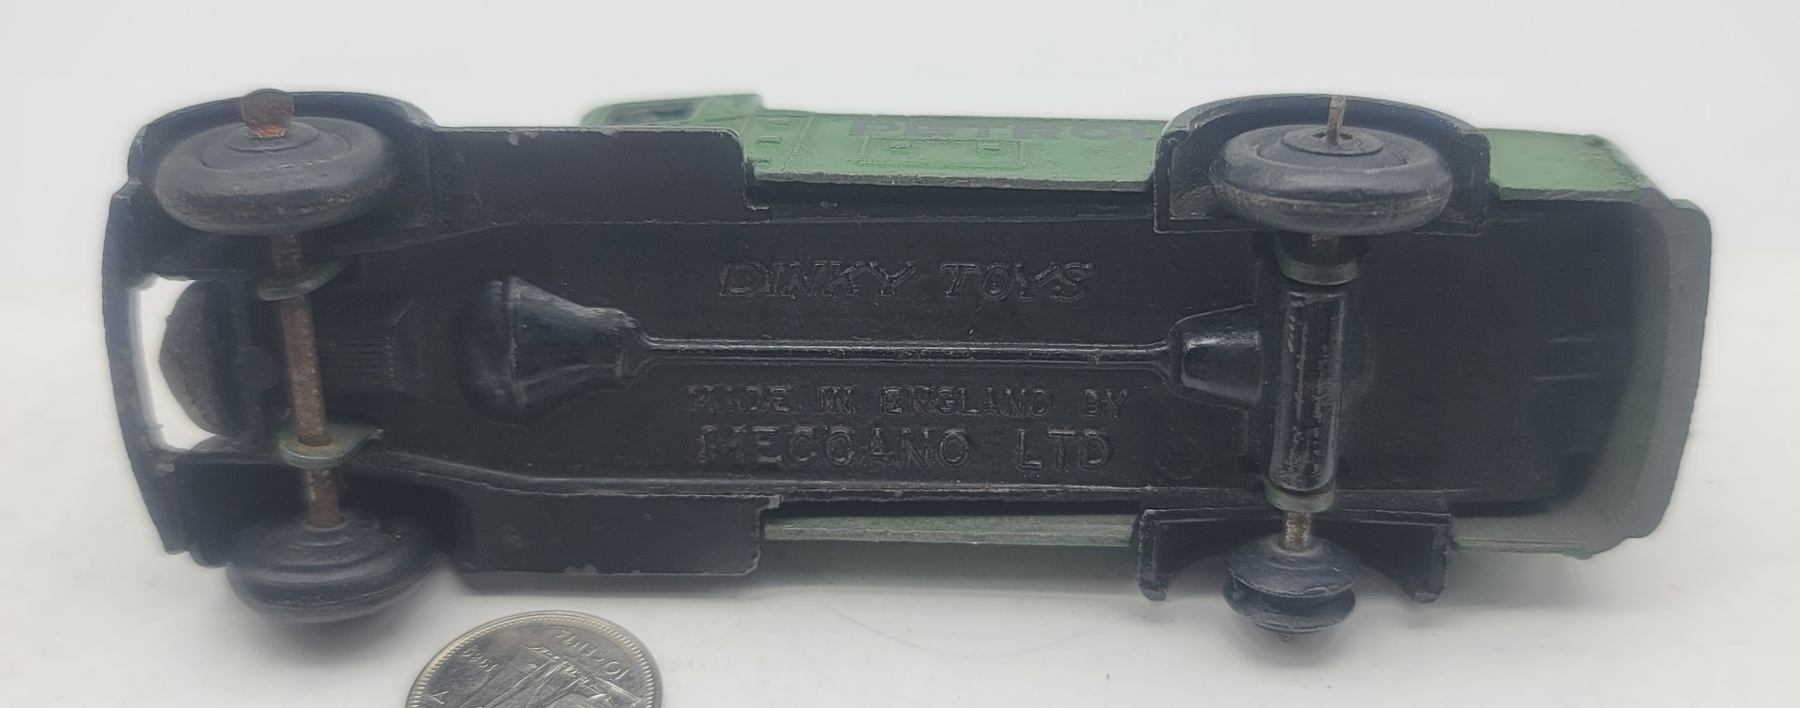 PETROL
DINKY TOYS
MADE IN ENGLAND BY
MECCANO LTD